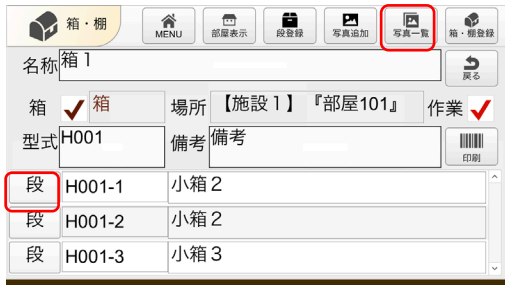 箱・棚 MENU 部屋表示 段登録 写真追加 写真一覧 箱・棚登録
名称 箱1 戻る
箱 箱 場所 【施設1】『部屋101』 作業
型式 H001 備考 備考 印刷
段 H001-1 小箱2
段 H001-2 小箱2
段 H001-3 小箱3